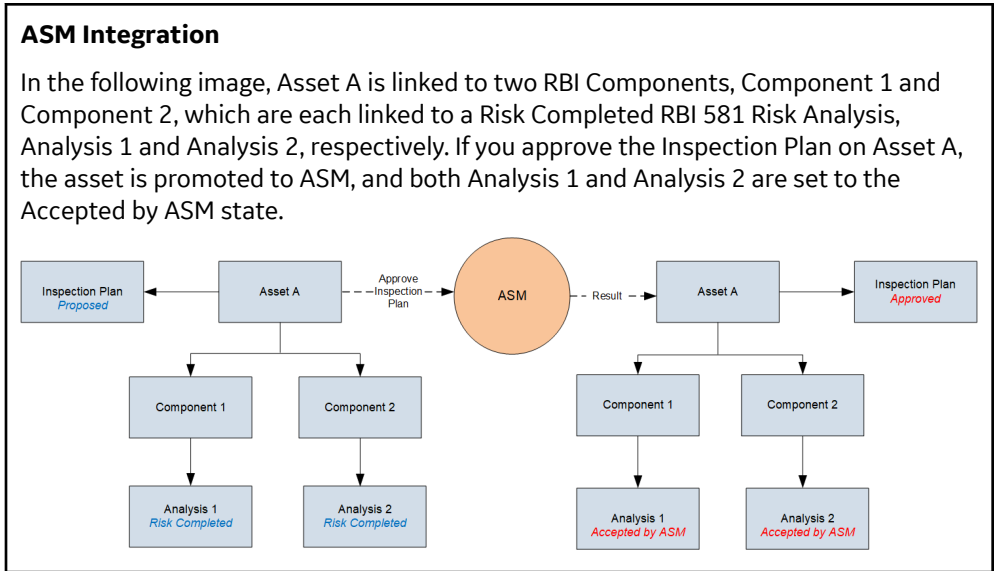 ASM Integration
In the following image, Asset A is linked to two RBI Components, Component 1 and
Component 2, which are each linked to a Risk Completed RBI 581 Risk Analysis,
Analysis 1 and Analysis 2, respectively. If you approve the Inspection Plan on Asset A,
the asset is promoted to ASM, and both Analysis 1 and Analysis 2 are set to the
Accepted by ASM state.
Inspection Plan
Proposed
Asset A
Approve
Inspection
Plan
ASM
Result
Asset A
Inspection Plan
Approved
Component 1
Component 2
Component 1
Component 2
Analysis 1
Risk Completed
Analysis 2
Risk Completed
Analysis 1
Accepted by ASM
Analysis 2
Accepted by ASM